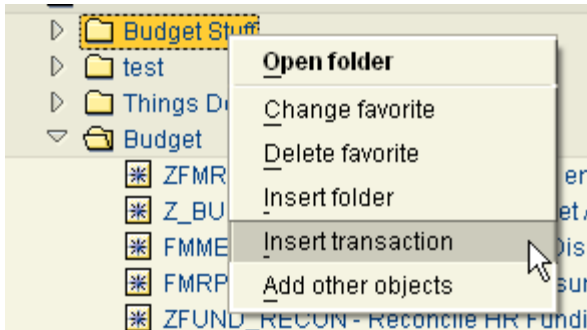 Budget Stuff
Open folder
test
Change favorite
Things
Budget
Delete favorite
ZFMR
Insert folder
Z_BU
Insert transaction
FMME
Add other objects
FMRP
ZFUND_RECON - Reconcile HR Fundi